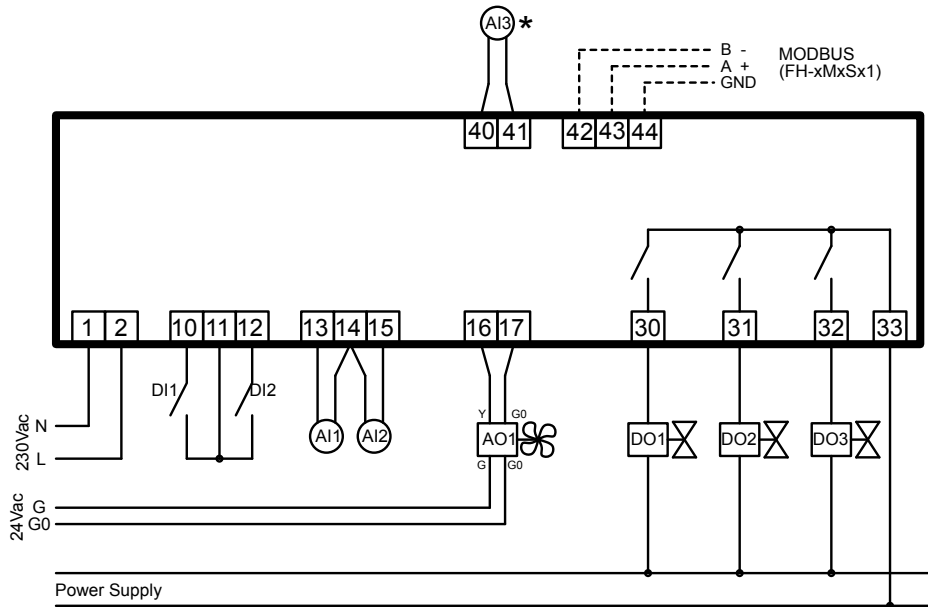 AI3 *
B -
A +
GND
MODBUS
(FH-xMxSx1)
40 41 42 43 44
1 2 10 11 12 13 14 15 16 17 30 31 32 33
DI1 DI2
230Vac
N
L
AI1 AI2
Y G0
AO1
G G0
DO1 DO2 DO3
24Vac
G
G0
Power Supply